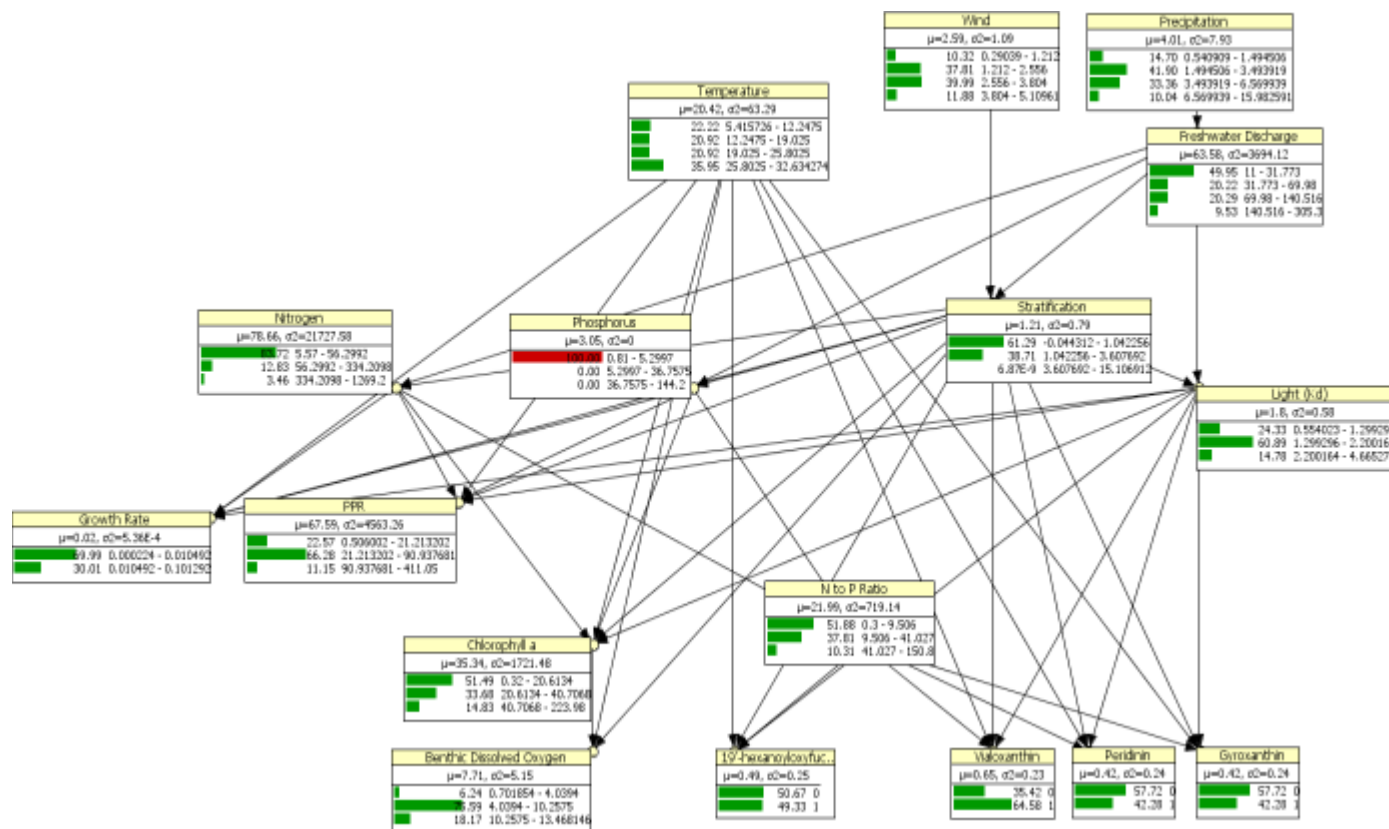 Wind
μ=2.59, σ2=1.09
10.32 0.29039 - 1.212
37.81 1.212 - 2.556
39.99 2.556 - 3.804
11.88 3.804 - 5.10961
Precipitation
μ=4.01, σ2=7.93
14.70 0.540909 - 1.494506
41.90 1.494506 - 3.493919
33.36 3.493919 - 6.569939
10.04 6.569939 - 15.982591
Temperature
μ=20.42, σ2=63.29
22.22 5.415726 - 12.2475
20.92 12.2475 - 19.025
20.92 19.025 - 25.8025
35.95 25.8025 - 32.634274
Freshwater Discharge
μ=63.58, σ2=3694.12
49.95 11 - 31.773
20.22 31.773 - 69.98
20.29 69.98 - 140.516
9.53 140.516 - 305.3
Nitrogen
μ=78.66, σ2=21727.58
5.57 - 56.2992
12.83 56.2992 - 334.2098
3.46 334.2098 - 1269.2
Phosphorus
μ=3.05, σ2=0
100.00 0.81 - 5.2997
0.00 5.2997 - 36.7575
0.00 36.7575 - 144.2
Stratification
μ=1.21, σ2=0.79
61.29 -0.044312 - 1.042256
38.71 1.042256 - 3.607692
6.87E-9 3.607692 - 15.106912
Light (Kd)
μ=1.8, σ2=0.58
24.33 0.554023 - 1.29929
60.89 1.299296 - 2.20016
14.78 2.200164 - 4.66527
Growth Rate
μ=0.02, σ2=5.36E-4
69.99 0.000224 - 0.010492
30.01 0.010492 - 0.101292
PPR
μ=67.59, σ2=4563.26
22.57 0.506002 - 21.213202
66.28 21.213202 - 90.937681
11.15 90.937681 - 411.05
N to P Ratio
μ=21.99, σ2=719.14
51.88 0.3 - 9.506
37.81 9.506 - 41.027
10.31 41.027 - 150.8
Chlorophyll a
μ=35.34, σ2=1721.48
51.49 0.32 - 20.6134
33.68 20.6134 - 40.7068
14.83 40.7068 - 223.98
Benthic Dissolved Oxygen
μ=7.71, σ2=5.15
6.24 0.701854 - 4.0394
75.59 4.0394 - 10.2575
18.17 10.2575 - 13.468146
19'-hexanoyloxyfuc...
μ=0.49, σ2=0.25
50.67 0
49.33 1
Violoxanthin
μ=0.65, σ2=0.23
35.42 0
64.58 1
Peridinin
μ=0.42, σ2=0.24
57.72 0
42.28 1
Gyroxanthin
μ=0.42, σ2=0.24
57.72 0
42.28 1